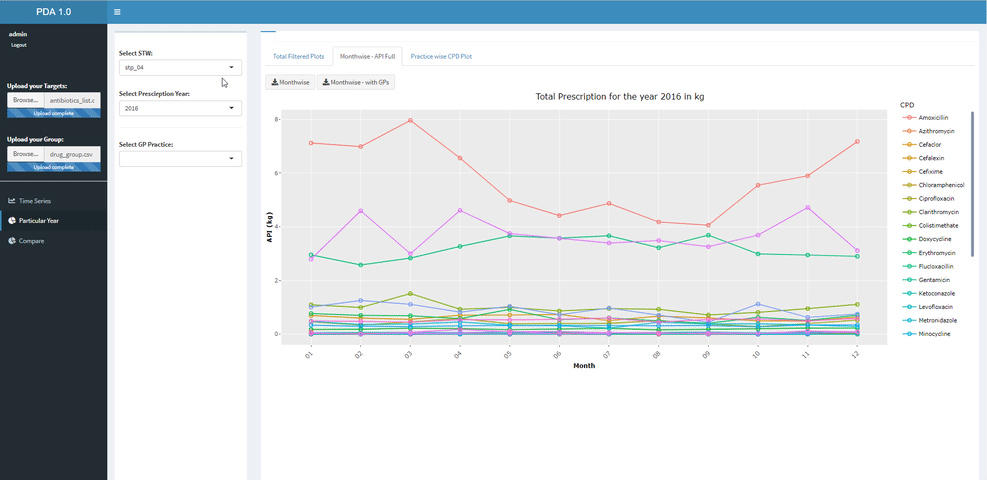 PDA 1.0
admin
Logout
Upload your Targets:
Browse... antibiotics_list.c
Upload complete
Upload your Group:
Browse... drug_group.csv
Upload complete
Time Series
Particular Year
Compare
Select STW:
stp_04
Select Presciription Year:
2016
Select GP Practice:
Total Filtered Plots Monthwise - API Full Practice wise CPD Plot
Monthwise Monthwise - with GPs
Total Prescription for the year 2016 in kg
API (kg)
8
6
4
2
0
01 02 03 04 05 06 07 08 09 10 11 12
Month
CPD
Amoxicillin
Azithromycin
Cefaclor
Cefalexin
Cefixime
Chloramphenicol
Ciprofloxacin
Clarithromycin
Colistimethate
Doxycycline
Erythromycin
Flucloxacillin
Gentamicin
Ketoconazole
Levofloxacin
Metronidazole
Minocycline